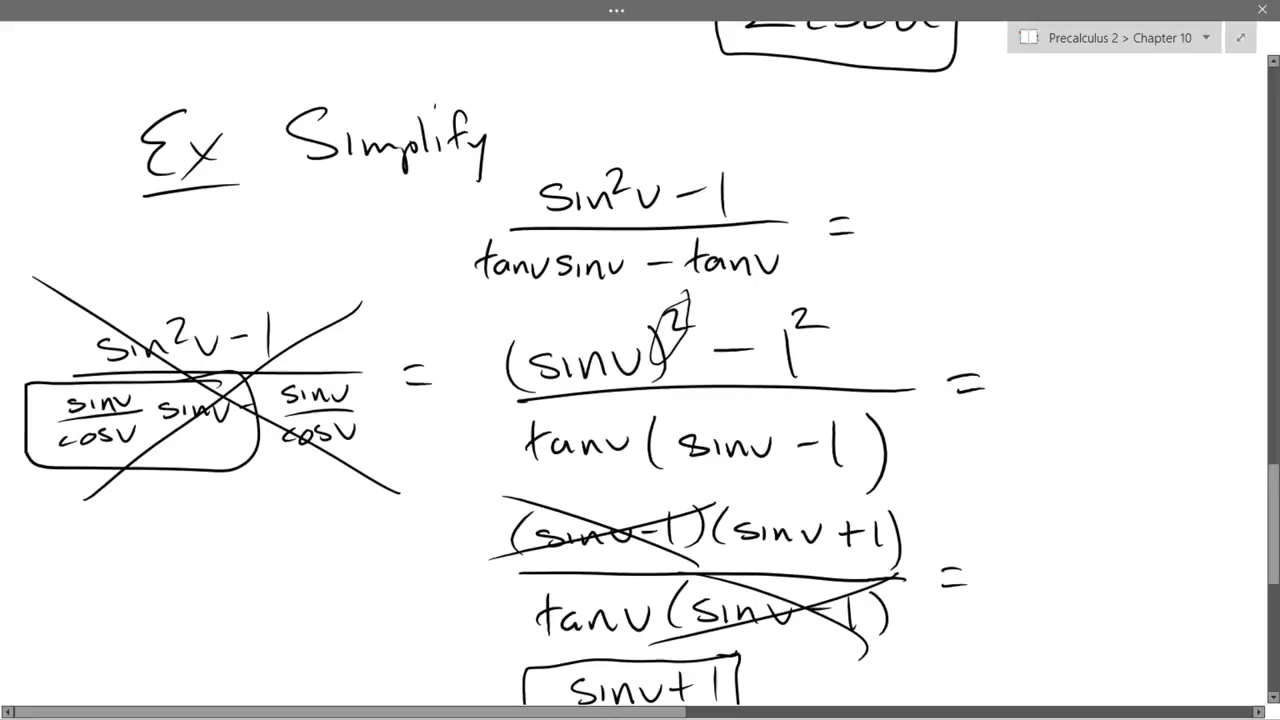 Precalculus 2 > Chapter 10
Ex Simplify
sin²v - 1
tanv sinv - tanv =
sin²v - 1
sinv/cosv sinv - sinv/cosv =
(sinv)² - 1²
tanv (sinv - 1) =
(sinv - 1)(sinv + 1)
tanv (sinv - 1) =
sinv + 1